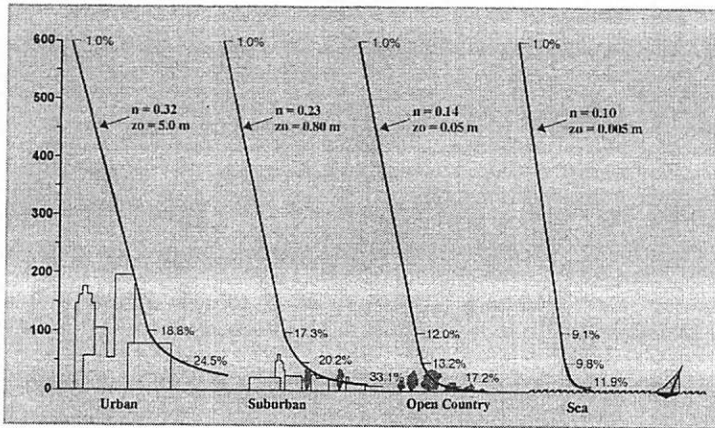 600
1.0% 1.0% 1.0% 1.0%
500
n = 0.32 n = 0.23 n = 0.14 n = 0.10
zo = 5.0 m zo = 0.80 m zo = 0.05 m zo = 0.005 m
400
300
200
100
18.8% 17.3% 12.0% 9.1%
24.5% 20.2% 13.2% 9.8%
33.1% 17.2% 11.9%
0
Urban Suburban Open Country Sea